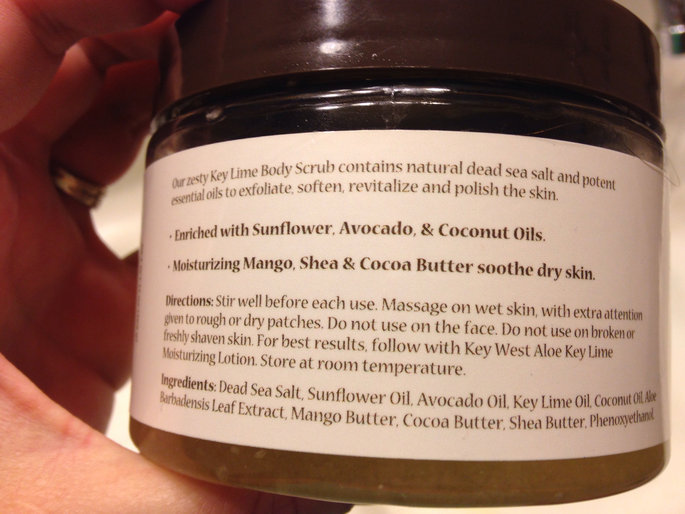 Our zesty Key Lime Body Scrub contains natural dead sea salt and potent
essential oils to exfoliate, soften, revitalize and polish the skin.
· Enriched with Sunflower, Avocado, & Coconut Oils.
· Moisturizing Mango, Shea & Cocoa Butter soothe dry skin.
Directions: Stir well before each use. Massage on wet skin, with extra attention
given to rough or dry patches. Do not use on the face. Do not use on broken or
freshly shaven skin. For best results, follow with Key West Aloe Key Lime
Moisturizing Lotion. Store at room temperature.
Ingredients: Dead Sea Salt, Sunflower Oil, Avocado Oil, Key Lime Oil, Coconut Oil, Aloe
Barbadensis Leaf Extract, Mango Butter, Cocoa Butter, Shea Butter, Phenoxyethanol